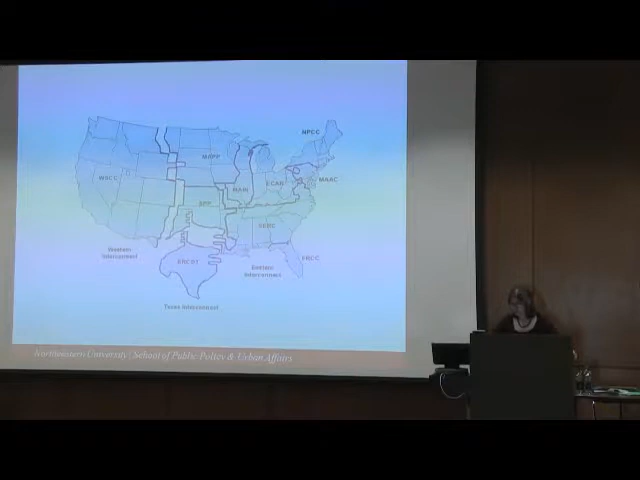 NPCC
MAPP
WSCC
MAAC
ECAR
MAIN
SPP
SERC
Western
Interconnect
ERCOT
FRCC
Eastern
Interconnect
Texas Interconnect
Northeastern University | School of Public Policy & Urban Affairs